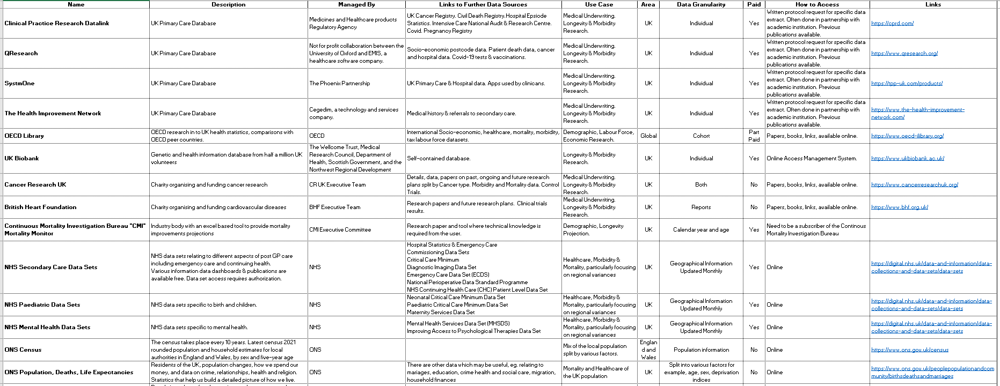 Name Description Managed By Links to Further Data Sources Use Case Area Data Granularity Paid How to Access Links
Clinical Practice Research Datalink
UK Primary Care Database
Medicines and Healthcare products
Regulatory Agency
UK Cancer Registry. Civil Death Registry.Hospital Epsiode
Statistics. Intensive Care National Audit & Research Centre.
Covid. Pregnancy Registry
Medical Underwriting.
Longevity & Morbidity
Research.
UK
Individual
Yes
Written protocol request for specific data
extract. Often done in partnership with
academic institution. Previous
publications available.
https://cprd.com/
QResearch
UK Primary Care Database
Not for profit collaboration between the
University of Oxford and EMIS, a
healthcare software company.
Socio-economic postcode data. Patient death data, cancer
and hospital data. Covid-19 tests & vaccinations.
Medical Underwriting.
Longevity & Morbidity
Research.
UK
Individual
Yes
Written protocol request for specific data
extract. Often done in partnership with
academic institution. Previous
publications available.
https://www.qresearch.org/
SystmOne
UK Primary Care Database
The Phoenix Partnership
UK Primary Care & Hospital data. Apps used by clinicans.
Medical Underwriting.
Longevity & Morbidity
Research.
UK
Individual
Yes
Written protocol request for specific data
extract. Often done in partnership with
academic institution. Previous
publications available.
https://tpp-uk.com/products/
The Health Improvement Network
UK Primary Care Database
Cegedim, a technology and services
company.
Medical history & referrals to secondary care.
Medical Underwriting.
Longevity & Morbidity
Research.
UK
Individual
Yes
Written protocol request for specific data
extract. Often done in partnership with
academic institution. Previous
publications available.
https://www.the-health-improvement-
network.com/
OECD Library
OECD research in to UK health statistics, comparisons with
OECD peer countries.
OECD
International Socio-economic, healthcare, mortality, morbidity,
tax labour force datasets.
Demographic, Labour Force,
Economic Research.
Global
Cohort
Part
Paid
Papers, books, links, available online.
https://www.oecd-ilibrary.org/
UK Biobank
Genetic and health information database from half a million UK
volunteers
The Wellcome Trust, Medical
Research Council, Department of
Health, Scottish Government, and the
Northwest Regional Development
Self-contained database.
Longevity & Morbidity
Research.
UK
Individual
Yes
Online Access Management System.
https://www.ukbiobank.ac.uk/
Cancer Research UK
Charity organising and funding cancer research
CR UK Executive Team
Details, data, papers on past, ongoing and future research
plans split by Cancer type. Morbidity and Mortality data. Control
Trials.
Medical Underwriting.
Longevity & Morbidity
Research.
UK
Both
No
Papers, books, links, available online.
https://www.cancerresearchuk.org/
British Heart Foundation
Charity organising and funding cardiovascular diseases
BHF Executive Team
Research papers and future research plans.  Clinical trials
results.
Medical Underwriting.
Longevity & Morbidity
Research.
UK
Reports
No
Papers, books, links, available online.
https://www.bhf.org.uk/
Continuous Mortality Investigation Bureau "CMI"
Mortality Monitor
Industry body with an excel based tool to provide mortality
improvements projections
CMI Executive Committee
Research paper and tool where technical knowledge is
required from the user.
Demographic, Longevity
Projection.
UK
Calendar year and age
Yes
Need to be a subscriber of the Continous
Mortality Investigation Bureau
NHS Secondary Care Data Sets
NHS data sets relating to different aspects of post GP care
including emergency care and continuing health.
Various information data dashboards & publications are
available free. Data set access requires authorization.
NHS
Hospital Statistics & Emergency Care
Commissioning Data Sets
Critical Care Minimum
Diagnostic Imaging Data Set
Emergency Care Data Set (ECDS)
National Perioperative Data Standard Programme
NHS Continuing Health Care (CHC) Patient Level Data Set
Healthcare, Morbidity &
Mortality, particularly focusing
on regional variances
UK
Geographical Information
Updated Monthly
Yes
Online
https://digital.nhs.uk/data-and-information/data-
collections-and-data-sets/data-sets
NHS Paediatric Data Sets
NHS data sets specific to birth and children.
NHS
Neonatal Critical Care Minimum Data Set
Paediatric Critical Care Minimum Data Set
Maternity Services Data Set
Healthcare, Morbidity &
Mortality, particularly focusing
on regional variances
UK
Geographical Information
Updated Monthly
Yes
Online
https://digital.nhs.uk/data-and-information/data-
collections-and-data-sets/data-sets
NHS Mental Health Data Sets
NHS data sets specific to mental health.
NHS
Mental Health Services Data Set (MHSDS)
Improving Access to Psychological Therapies Data Set
Healthcare, Morbidity &
Mortality, particularly focusing
on regional variances
UK
Geographical Information
Updated Monthly
Yes
Online
https://digital.nhs.uk/data-and-information/data-
collections-and-data-sets/data-sets
ONS Census
The census takes place every 10 years. Latest census 2021
rounded population and household estimates for local
authorities in England and Wales, by sex and five-year age
ONS
Mix of the local population
split by various factors.
Englan
d and
Wales
Population information
No
Online
https://www.ons.gov.uk/census
ONS Population, Deaths, Life Expectancies
Residents of the UK, population changes, how we spend our
money, and data on crime, relationships, health and religion.
Statistics that help us build a detailed picture of how we live.
ONS
There are other data which may be useful, eg. relating to
mariages, education, crime health and social care, migration,
household finances
Mortality and Healthcare of
the UK population
UK
Split into various factors for
example, age, sex, deprivation
indices
No
Online
https://www.ons.gov.uk/peoplepopulationandcom
munity/birthsdeathsandmarriages